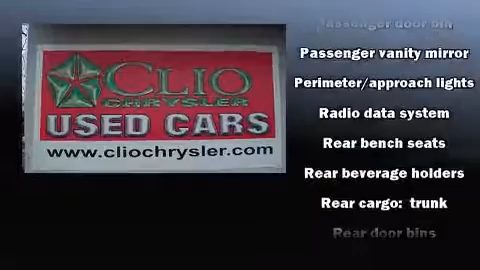 CLIO
CHRYSLER
USED CARS
www.cliochrysler.com
Passenger door bin
Passenger vanity mirror
Perimeter/approach lights
Radio data system
Rear bench seats
Rear beverage holders
Rear cargo: trunk
Rear door bins